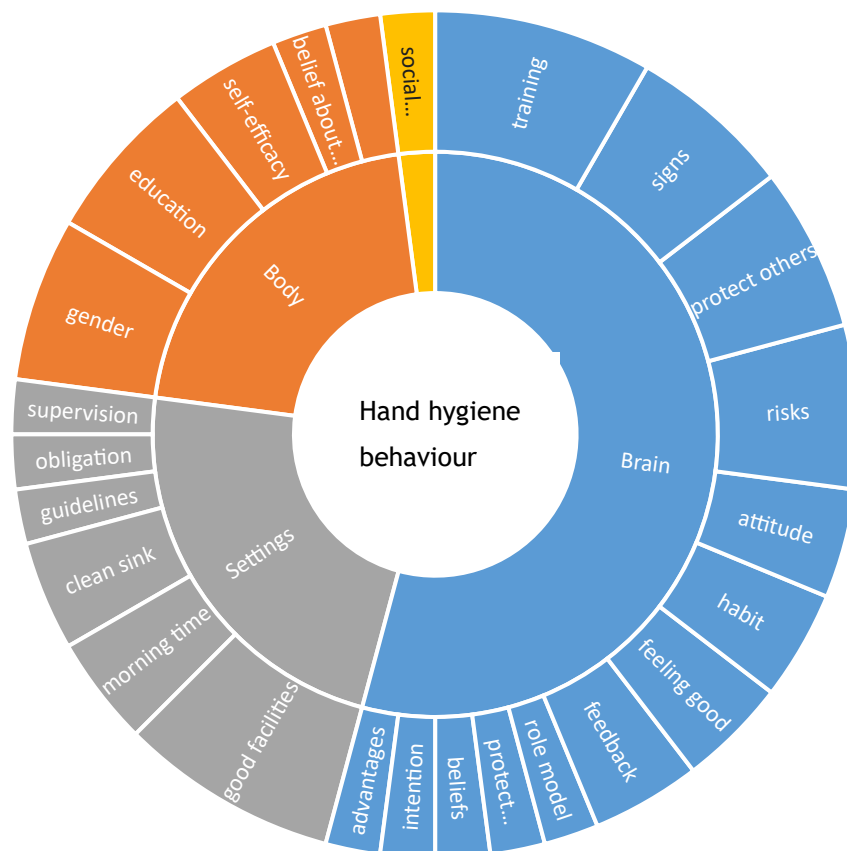 Hand hygiene
behaviour
Brain
training
signs
protect others
risks
attitude
habit
feeling good
feedback
role model
protect...
beliefs
intention
advantages
Settings
good facilities
morning time
clean sink
guidelines
obligation
supervision
Body
gender
education
self-efficacy
belief about...
social...